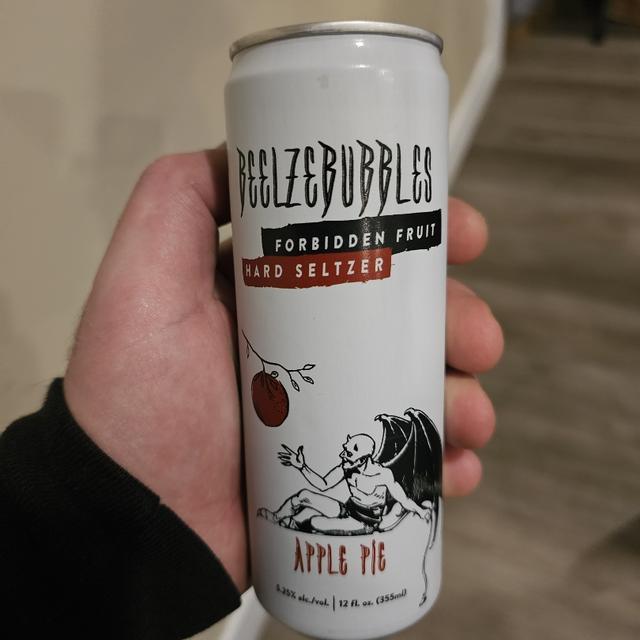 BEELZEBUBBLES
FORBIDDEN FRUIT
HARD SELTZER
APPLE PIE
5.25% alc./vol. | 12 fl. oz. (355ml)